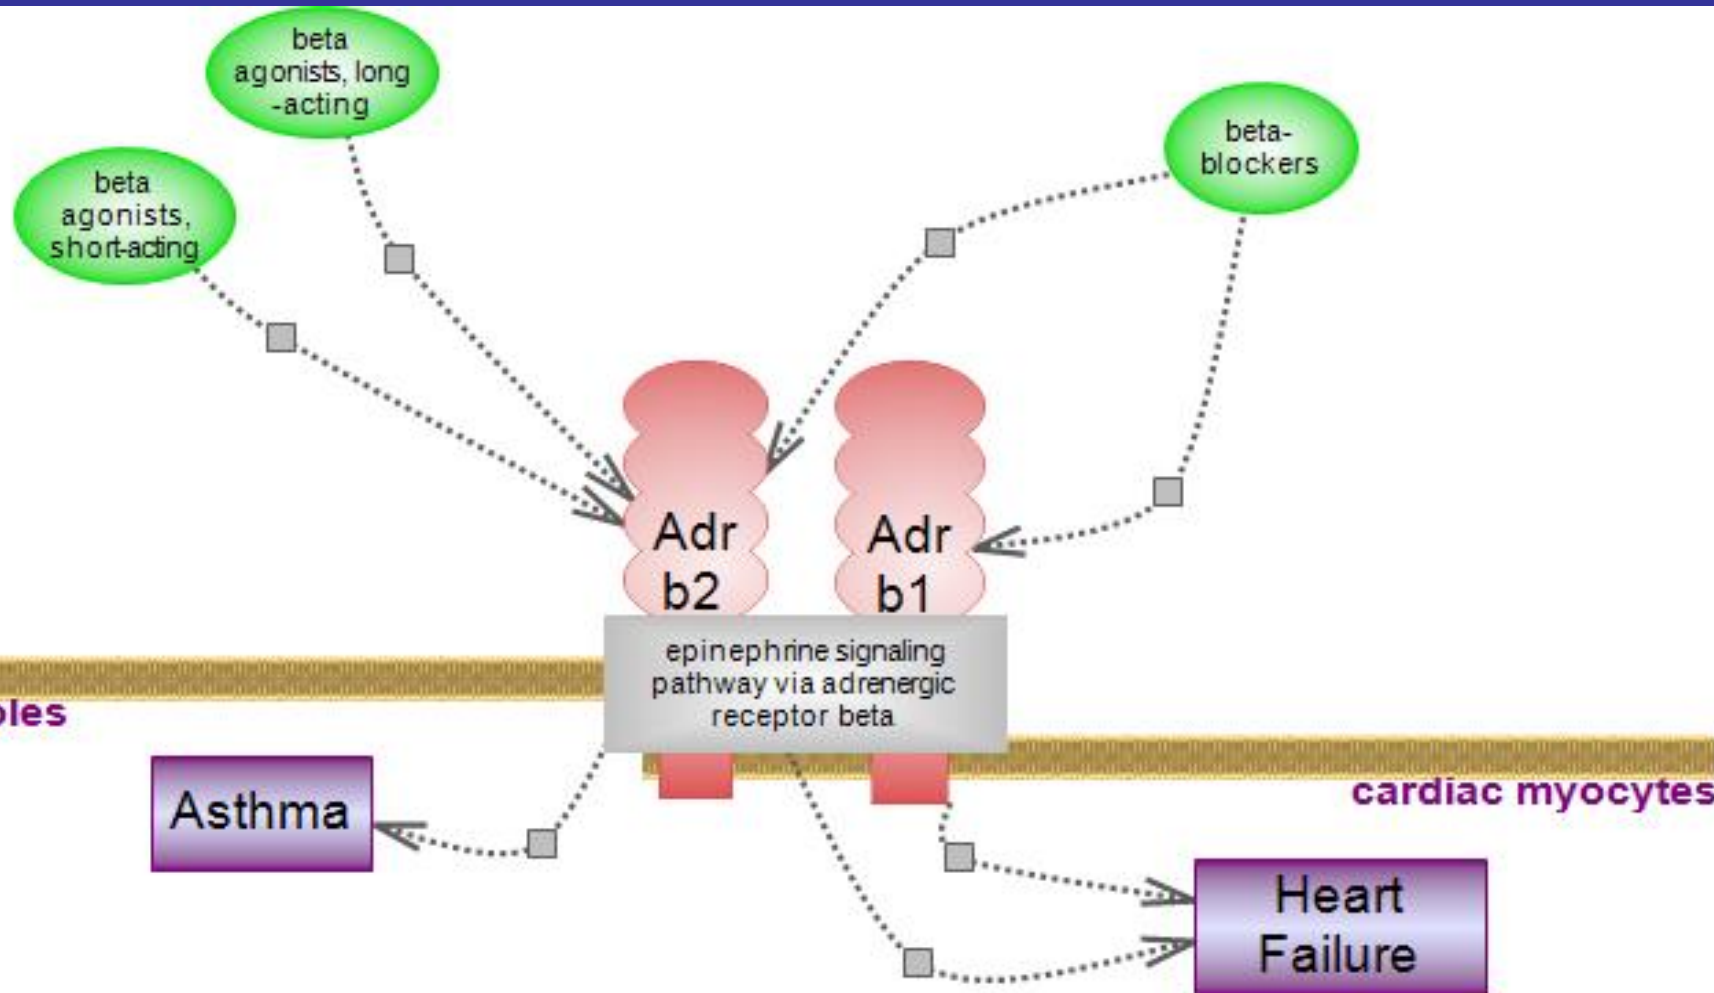 beta
agonists, long
-acting
beta
agonists,
short-acting
beta-
blockers
Adr
b2
Adr
b1
epinephrine signaling
pathway via adrenergic
receptor beta
cardiac myocytes
Asthma
Heart
Failure